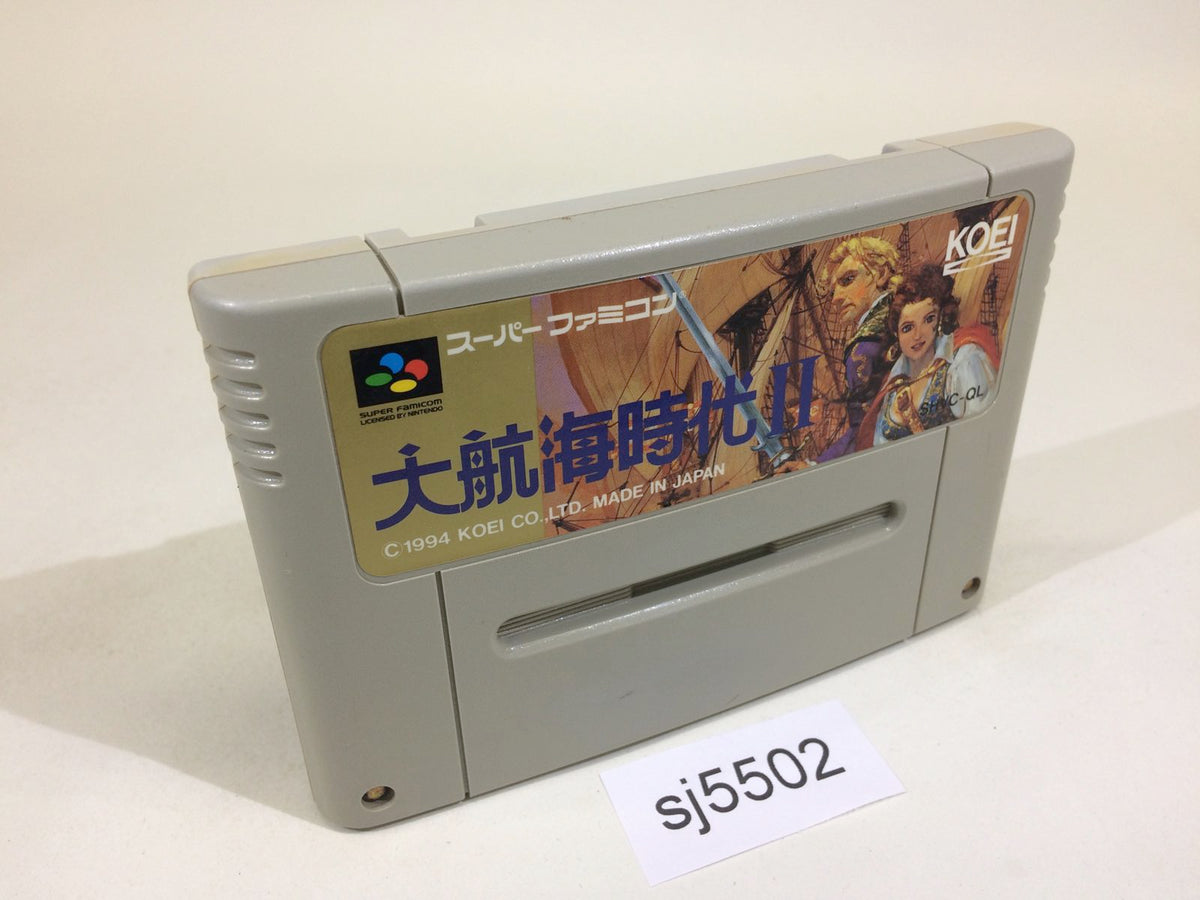 KOEI
スーパーファミコン®
SUPER FAMICOM
LICENSED BY NINTENDO
大航海時代II
SHVC-QL
©1994 KOEI CO.,LTD. MADE IN JAPAN
sj5502